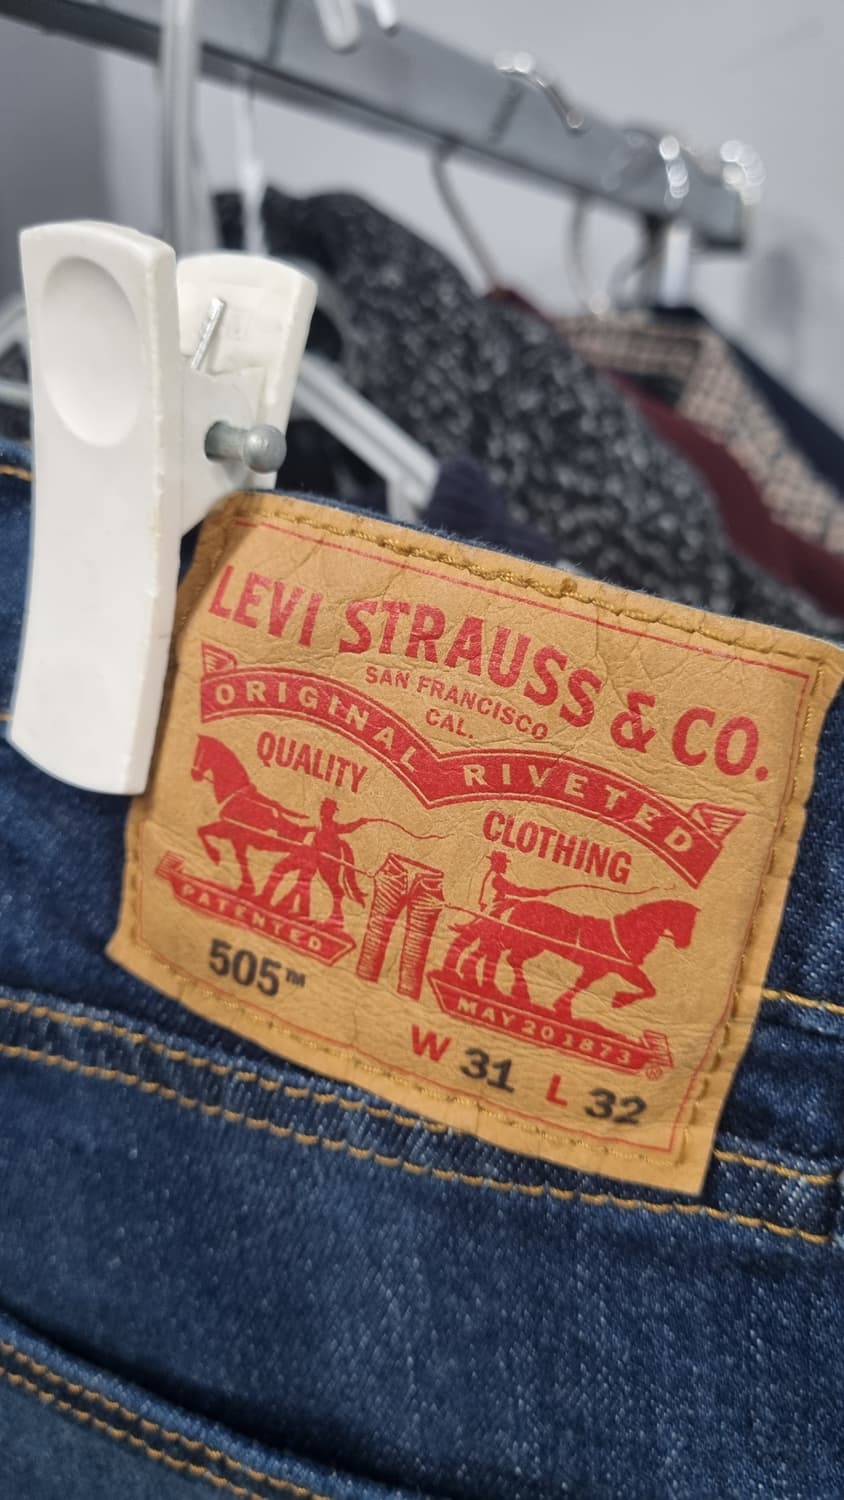 LEVI STRAUSS & CO.
SAN FRANCISCO
CAL.
ORIGINAL RIVETED
QUALITY
CLOTHING
PATENTED
MAY 20 1873
®
505™
W 31 L 32